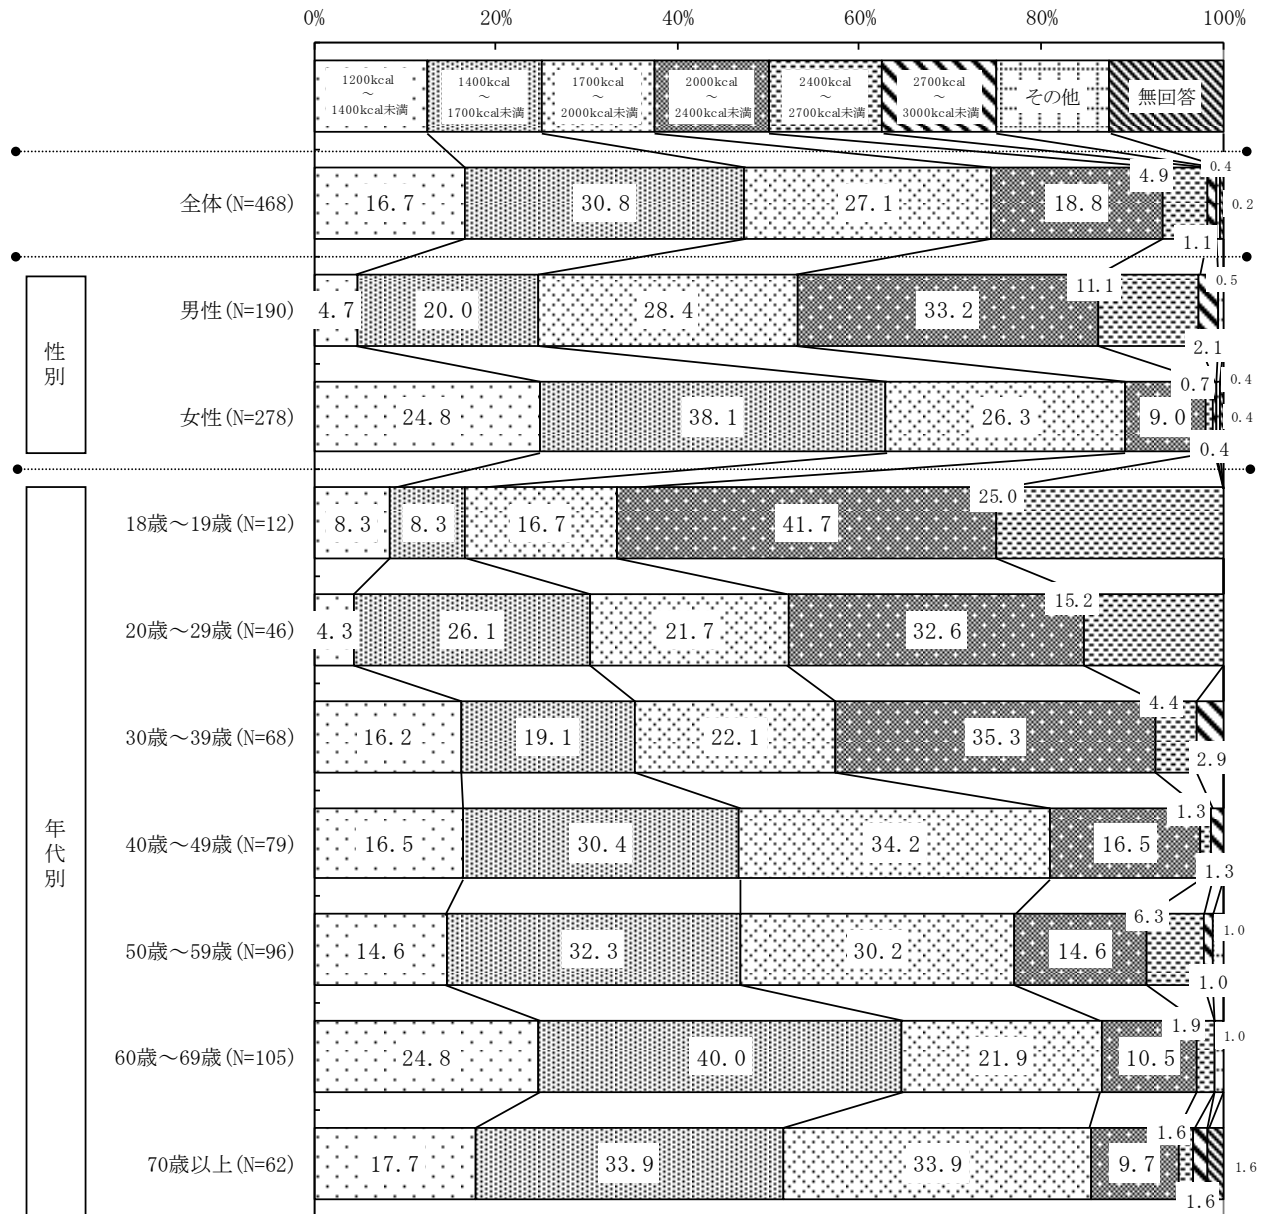 0% 20% 40% 60% 80% 100%
1200kcal
～
1400kcal未満
1400kcal
～
1700kcal未満
1700kcal
～
2000kcal未満
2000kcal
～
2400kcal未満
2400kcal
～
2700kcal未満
2700kcal
～
3000kcal未満
その他
無回答
全体(N=468) 16.7 30.8 27.1 18.8 4.9 1.1 0.4 0.2
性別
男性(N=190) 4.7 20.0 28.4 33.2 11.1 2.1 0.5
女性(N=278) 24.8 38.1 26.3 9.0 0.7 0.4 0.4 0.4
年代別
18歳～19歳(N=12) 8.3 8.3 16.7 41.7 25.0
20歳～29歳(N=46) 4.3 26.1 21.7 32.6 15.2
30歳～39歳(N=68) 16.2 19.1 22.1 35.3 4.4 2.9
40歳～49歳(N=79) 16.5 30.4 34.2 16.5 1.3 1.3
50歳～59歳(N=96) 14.6 32.3 30.2 14.6 6.3 1.0 1.0
60歳～69歳(N=105) 24.8 40.0 21.9 10.5 1.9 1.0
70歳以上(N=62) 17.7 33.9 33.9 9.7 1.6 1.6 1.6